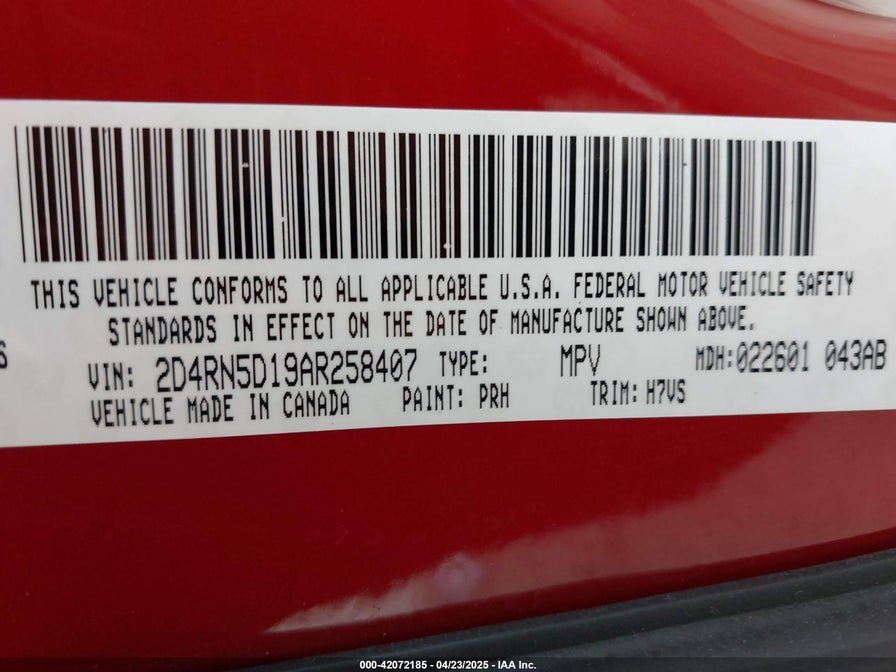 THIS VEHICLE CONFORMS TO ALL APPLICABLE U.S.A. FEDERAL MOTOR VEHICLE SAFETY
STANDARDS IN EFFECT ON THE DATE OF MANUFACTURE SHOWN ABOVE.
VIN: 2D4RN5D19AR258407 TYPE: MPV MDH:022601 043AB
VEHICLE MADE IN CANADA PAINT: PRH TRIM: H7VS
000-42072185 - 04/23/2025 - IAA Inc.